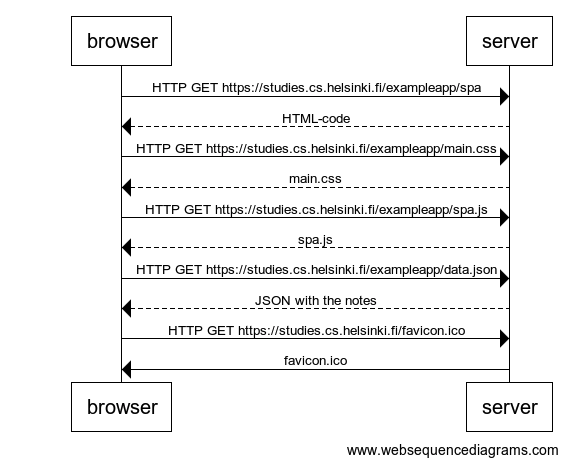 browser server
HTTP GET https://studies.cs.helsinki.fi/exampleapp/spa
HTML-code
HTTP GET https://studies.cs.helsinki.fi/exampleapp/main.css
main.css
HTTP GET https://studies.cs.helsinki.fi/exampleapp/spa.js
spa.js
HTTP GET https://studies.cs.helsinki.fi/exampleapp/data.json
JSON with the notes
HTTP GET https://studies.cs.helsinki.fi/favicon.ico
favicon.ico
browser server
www.websequencediagrams.com